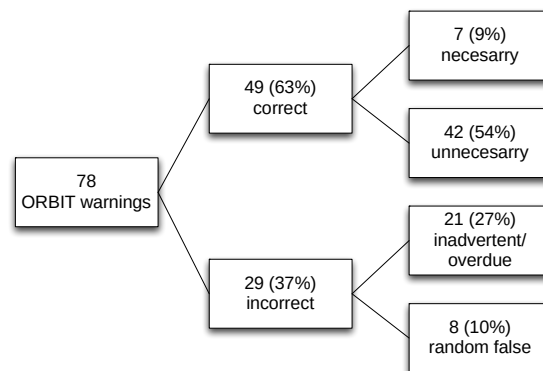 78
ORBIT warnings
49 (63%)
correct
7 (9%)
necesarry
42 (54%)
unnecesarry
29 (37%)
incorrect
21 (27%)
inadvertent/
overdue
8 (10%)
random false